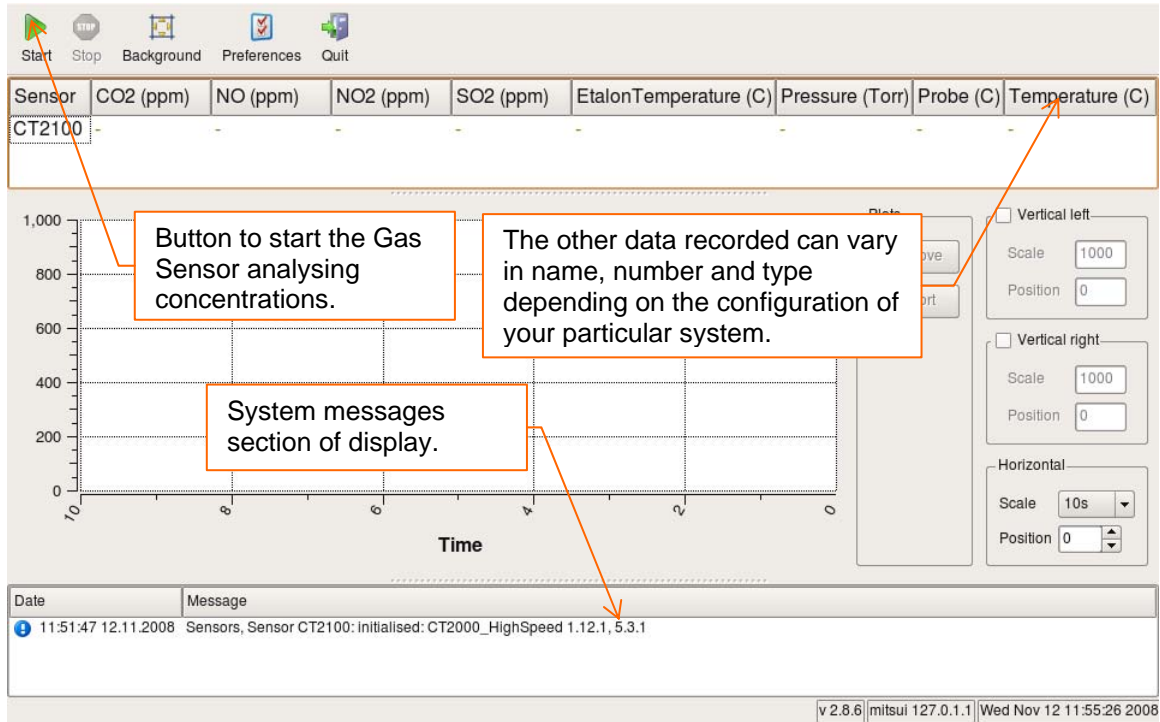 Start Stop Background Preferences Quit
Sensor CO2 (ppm) NO (ppm) NO2 (ppm) SO2 (ppm) EtalonTemperature (C) Pressure (Torr) Probe (C) Temperature (C)
CT2100 - - - - - - - -
1,000
800
600
400
200
0
10 8 6 4 2 0
Time
Button to start the Gas
Sensor analysing
concentrations.
The other data recorded can vary
in name, number and type
depending on the configuration of
your particular system.
System messages
section of display.
Vertical left
Scale 1000
Position 0
Vertical right
Scale 1000
Position 0
Horizontal
Scale 10s
Position 0
Date Message
11:51:47 12.11.2008 Sensors, Sensor CT2100: initialised: CT2000_HighSpeed 1.12.1, 5.3.1
v 2.8.6 mitsui 127.0.1.1 Wed Nov 12 11:55:26 2008